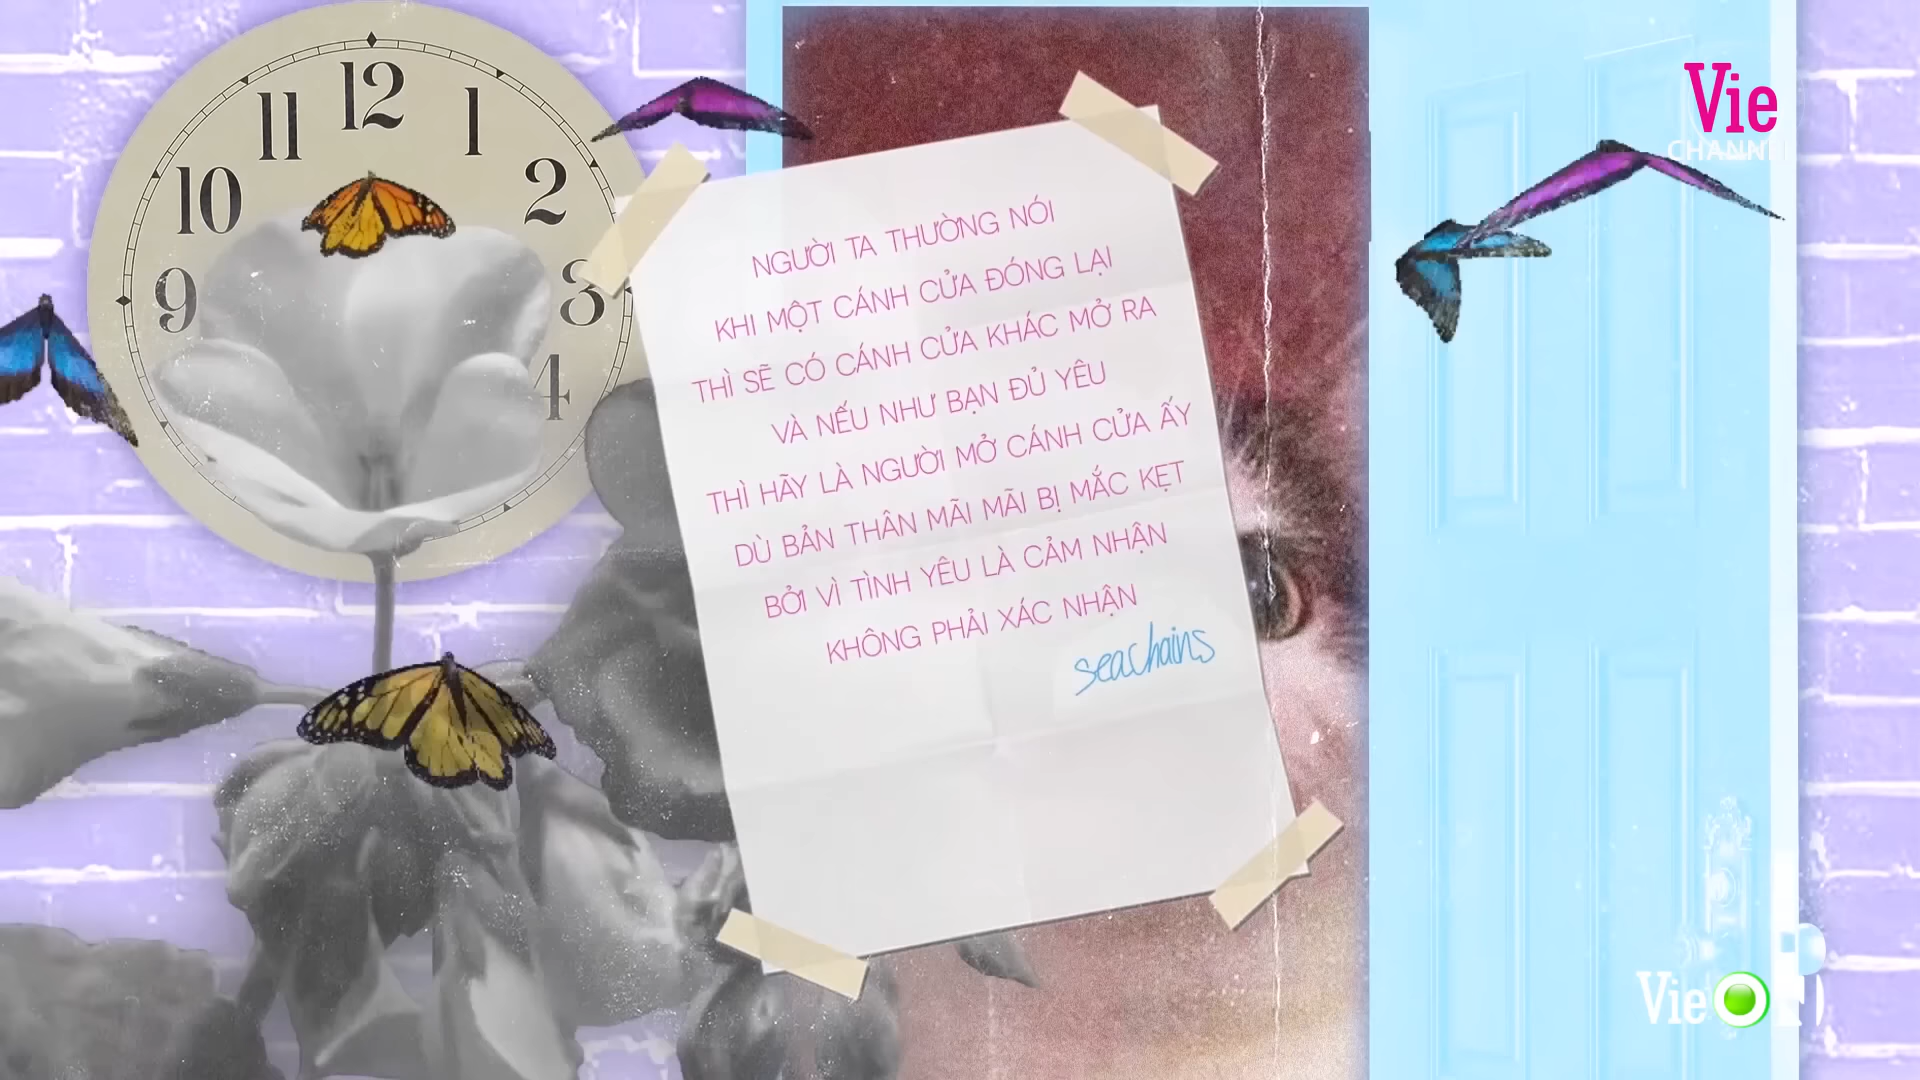 12
11
1
10
2
9
3
4
NGƯỜI TA THƯỜNG NÓI
KHI MỘT CÁNH CỬA ĐÓNG LẠI
THÌ SẼ CÓ CÁNH CỬA KHÁC MỞ RA
VÀ NẾU NHƯ BẠN ĐỦ YÊU
THÌ HÃY LÀ NGƯỜI MỞ CÁNH CỬA ẤY
DÙ BẢN THÂN MÃI MÃI BỊ MẮC KẸT
BỞI VÌ TÌNH YÊU LÀ CẢM NHẬN
KHÔNG PHẢI XÁC NHẬN
seachains
Vie
CHANNEL
Vie